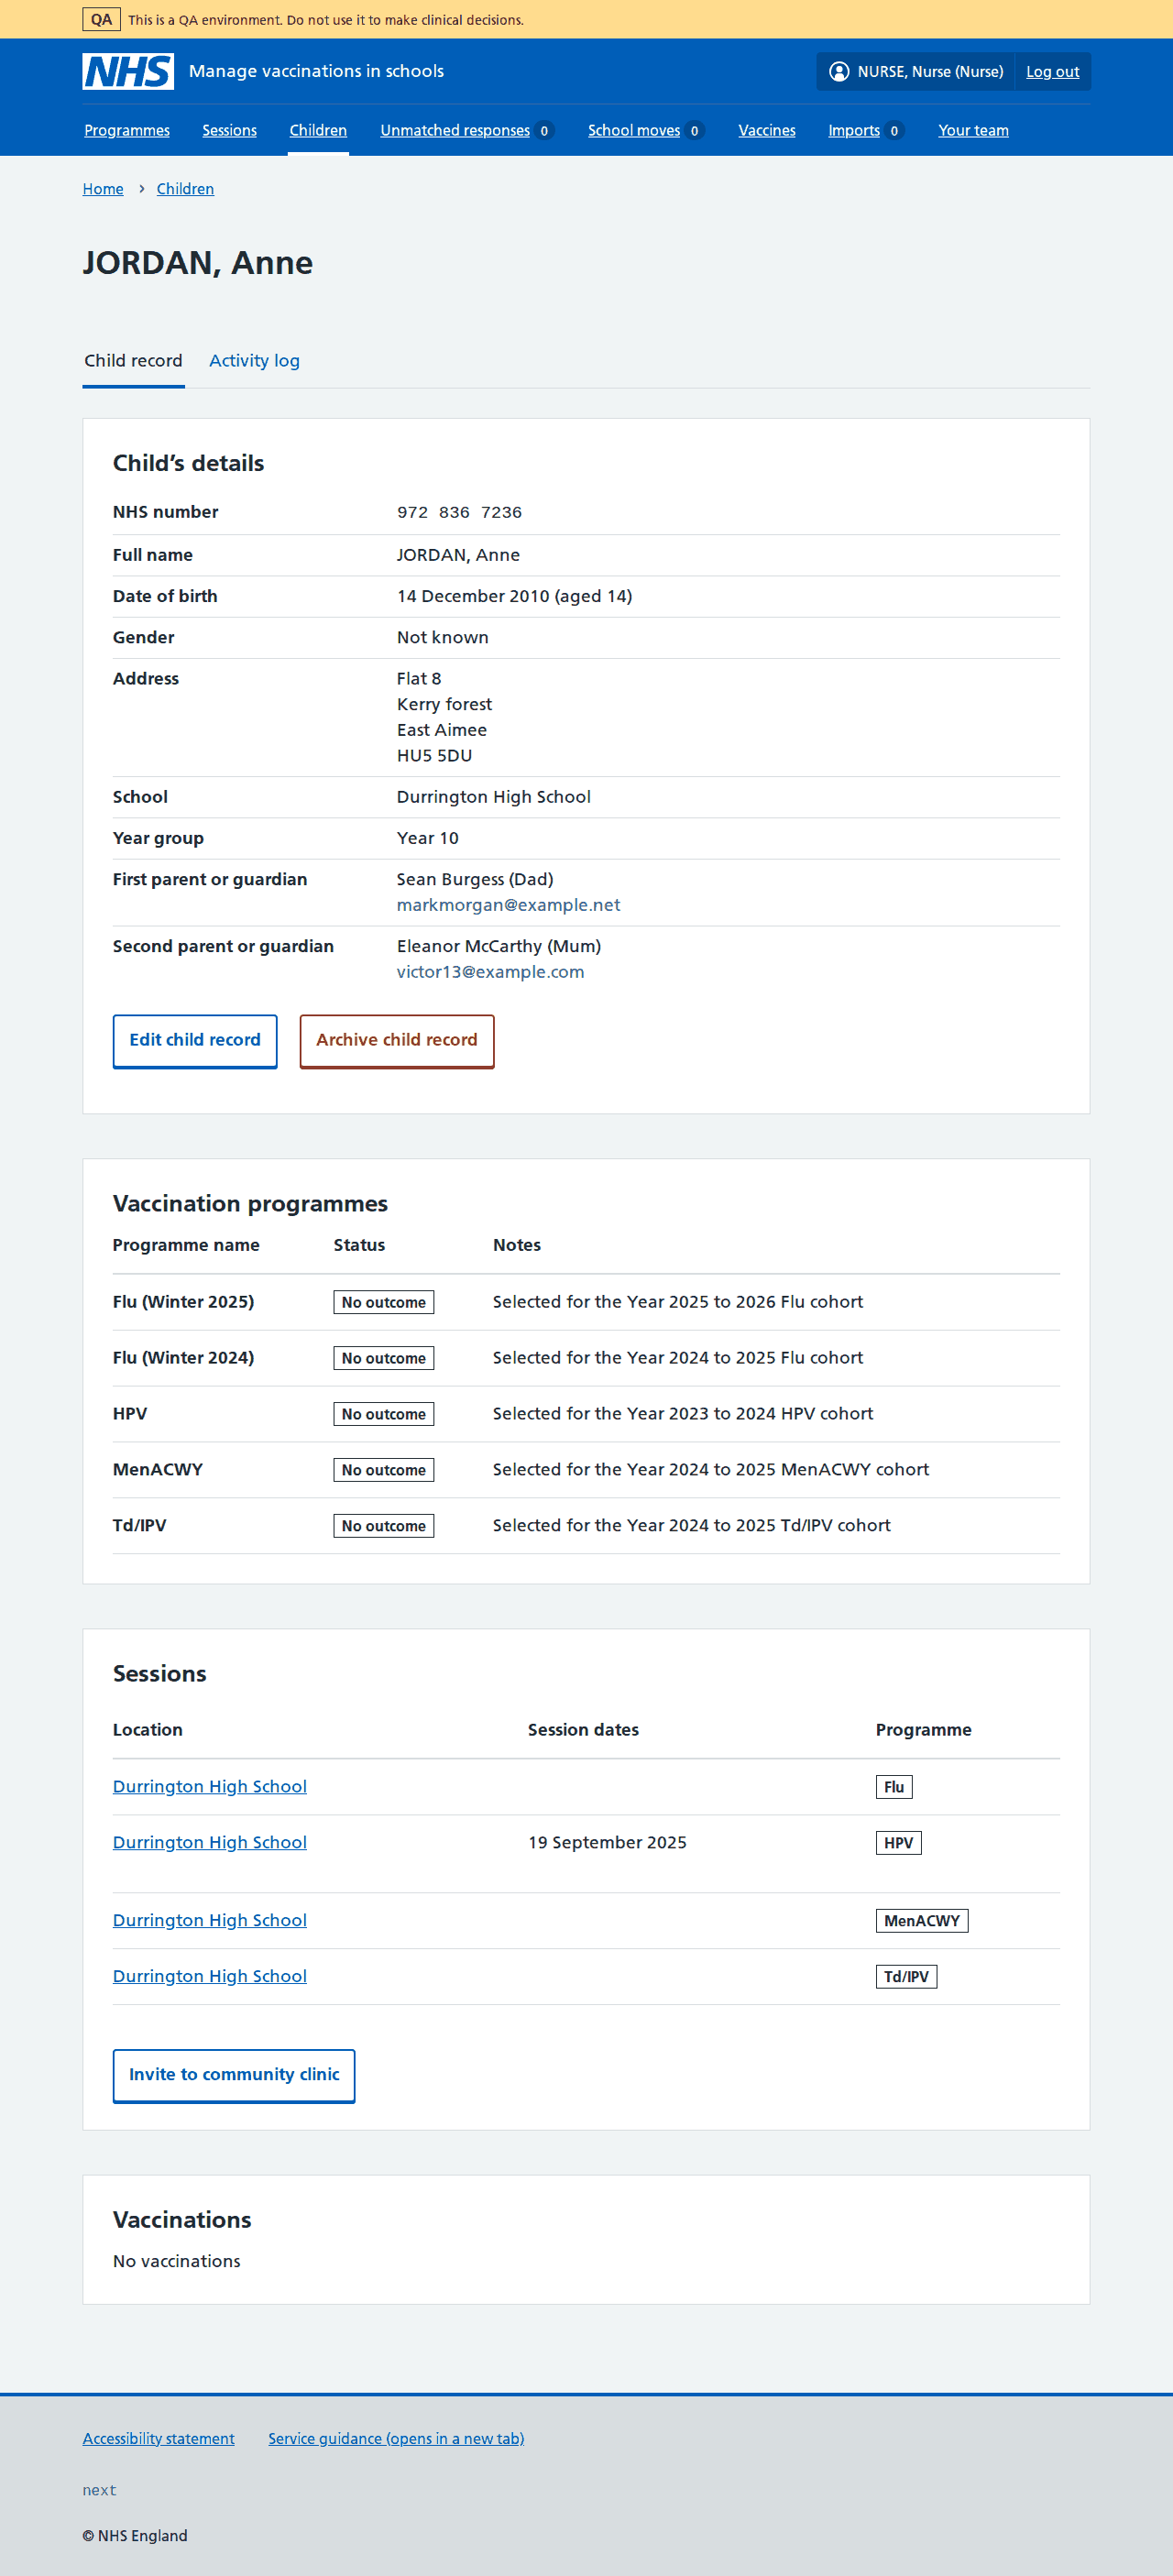 QA This is a QA environment. Do not use it to make clinical decisions.
NHS Manage vaccinations in schools NURSE, Nurse (Nurse) Log out
Programmes Sessions Children Unmatched responses 0 School moves 0 Vaccines Imports 0 Your team
Home › Children
JORDAN, Anne
Child record Activity log
Child’s details
NHS number 972 836 7236
Full name JORDAN, Anne
Date of birth 14 December 2010 (aged 14)
Gender Not known
Address Flat 8
Kerry forest
East Aimee
HU5 5DU
School Durrington High School
Year group Year 10
First parent or guardian Sean Burgess (Dad)
markmorgan@example.net
Second parent or guardian Eleanor McCarthy (Mum)
victor13@example.com
Edit child record Archive child record
Vaccination programmes
Programme name Status Notes
Flu (Winter 2025) No outcome Selected for the Year 2025 to 2026 Flu cohort
Flu (Winter 2024) No outcome Selected for the Year 2024 to 2025 Flu cohort
HPV No outcome Selected for the Year 2023 to 2024 HPV cohort
MenACWY No outcome Selected for the Year 2024 to 2025 MenACWY cohort
Td/IPV No outcome Selected for the Year 2024 to 2025 Td/IPV cohort
Sessions
Location Session dates Programme
Durrington High School Flu
Durrington High School 19 September 2025 HPV
Durrington High School MenACWY
Durrington High School Td/IPV
Invite to community clinic
Vaccinations
No vaccinations
Accessibility statement Service guidance (opens in a new tab)
next
© NHS England